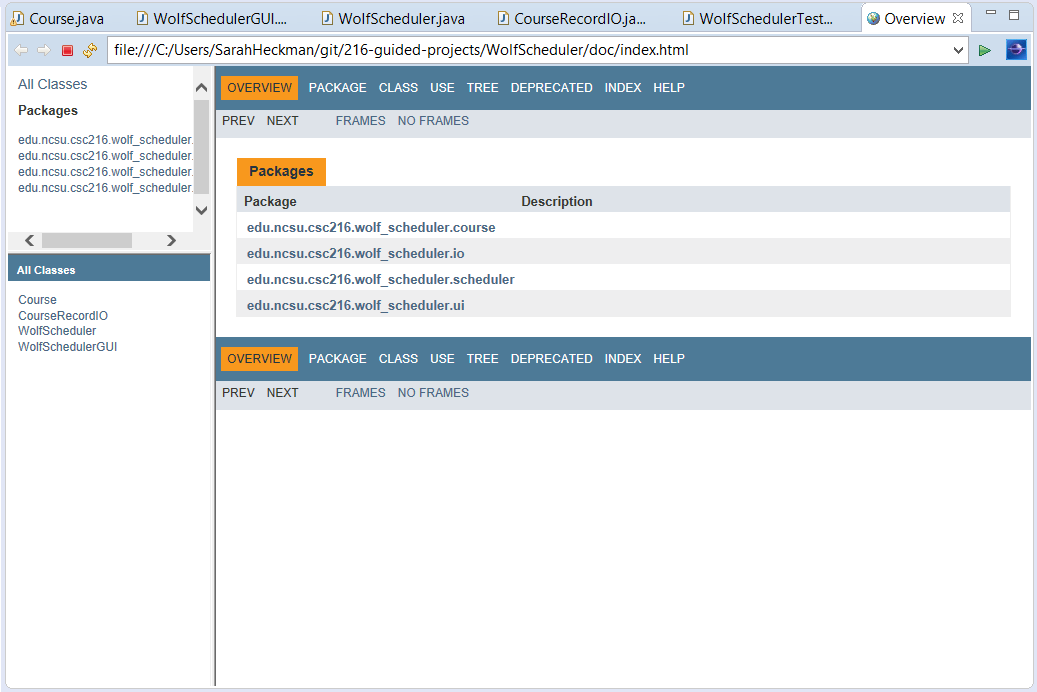 Course.java WolfSchedulerGUI.... WolfScheduler.java CourseRecordIO.ja... WolfSchedulerTest... Overview
file:///C:/Users/SarahHeckman/git/216-guided-projects/WolfScheduler/doc/index.html
All Classes
Packages
edu.ncsu.csc216.wolf_scheduler.
edu.ncsu.csc216.wolf_scheduler.
edu.ncsu.csc216.wolf_scheduler.
edu.ncsu.csc216.wolf_scheduler.
All Classes
Course
CourseRecordIO
WolfScheduler
WolfSchedulerGUI
OVERVIEW PACKAGE CLASS USE TREE DEPRECATED INDEX HELP
PREV NEXT FRAMES NO FRAMES
Packages
Package Description
edu.ncsu.csc216.wolf_scheduler.course
edu.ncsu.csc216.wolf_scheduler.io
edu.ncsu.csc216.wolf_scheduler.scheduler
edu.ncsu.csc216.wolf_scheduler.ui
OVERVIEW PACKAGE CLASS USE TREE DEPRECATED INDEX HELP
PREV NEXT FRAMES NO FRAMES